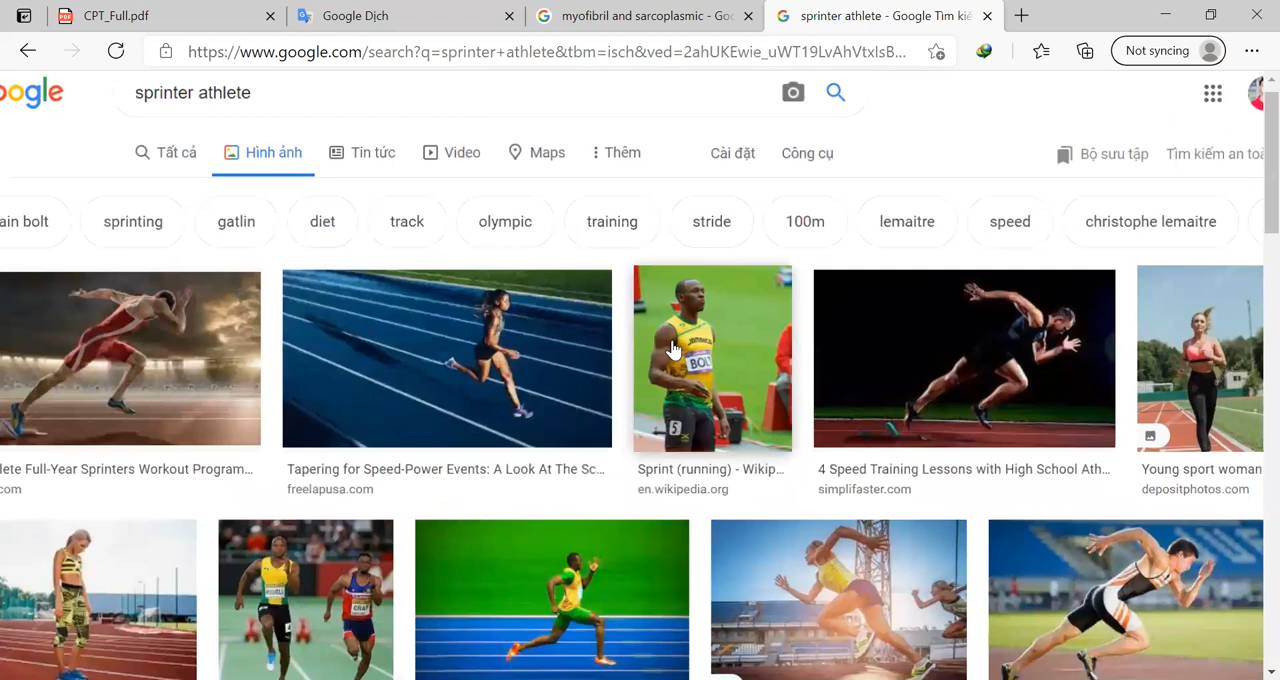 CPT_Full.pdf
Google Dịch
myofibril and sarcoplasmic - Goo
sprinter athlete - Google Tìm kiế
https://www.google.com/search?q=sprinter+athlete&tbm=isch&ved=2ahUKEwie_uWT19LvAhVtxIsB...
Not syncing
oogle
sprinter athlete
Tất cả
Hình ảnh
Tin tức
Video
Maps
Thêm
Cài đặt
Công cụ
Bộ sưu tập
Tìm kiếm an toà
ain bolt
sprinting
gatlin
diet
track
olympic
training
stride
100m
lemaitre
speed
christophe lemaitre
JAMAICA
BOLT
5
lete Full-Year Sprinters Workout Program...
com
Tapering for Speed-Power Events: A Look At The Sc...
freelapusa.com
Sprint (running) - Wikip...
en.wikipedia.org
4 Speed Training Lessons with High School Ath...
simplifaster.com
Young sport woman
depositphotos.com